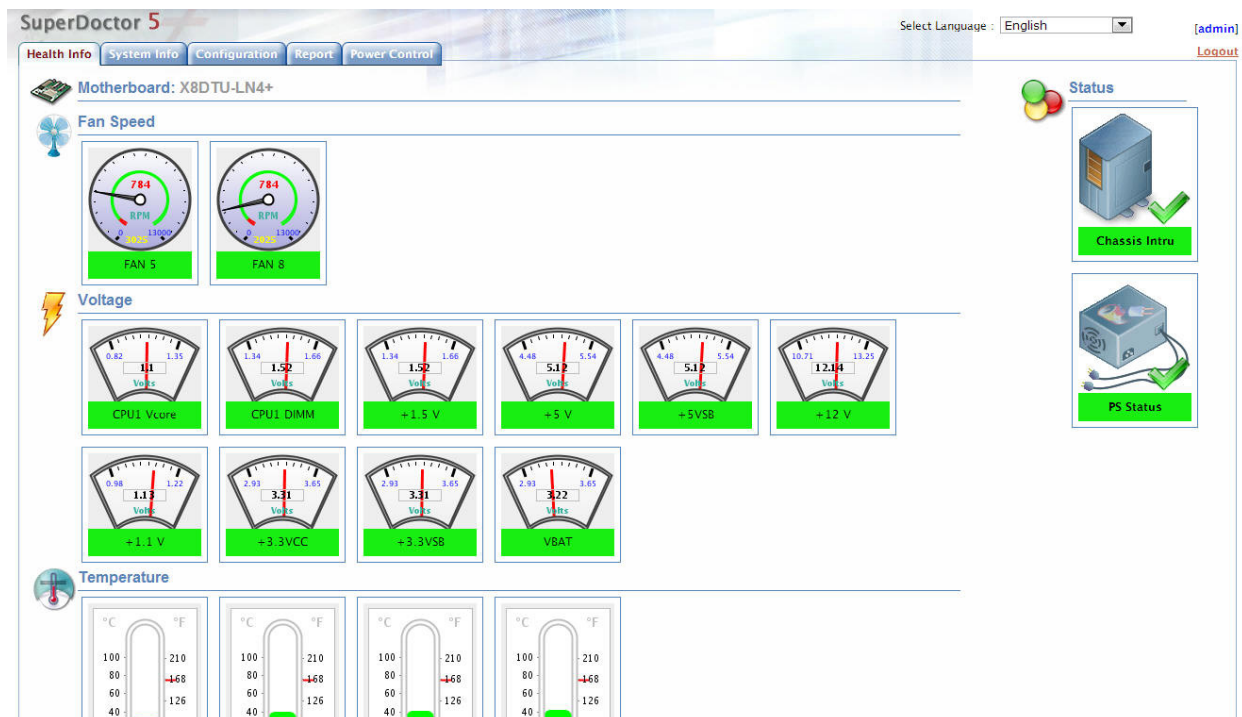 SuperDoctor 5
Select Language : English
[admin]
Logout
Health Info System Info Configuration Report Power Control
Motherboard: X8DTU-LN4+
Status
Fan Speed
784 784
RPM RPM
0 13000 0 13000
3025 2025
FAN 5 FAN 8
Chassis Intru
Voltage
0.82 1.35 1.34 1.66 1.34 1.66 4.48 5.54 4.48 5.54 10.71 13.25
1.1 1.52 1.52 5.12 5.12 12.14
Volts Volts Volts Volts Volts Volts
CPU1 Vcore CPU1 DIMM +1.5 V +5 V +5VSB +12 V
PS Status
0.98 1.22 2.93 3.65 2.93 3.65 2.93 3.65
1.13 3.31 3.31 3.22
Volts Volts Volts Volts
+1.1 V +3.3VCC +3.3VSB VBAT
Temperature
°C °F °C °F °C °F °C °F
100 210 100 210 100 210 100 210
80 168 80 168 80 168 80 168
60 126 60 126 60 126 60 126
40 40 40 40